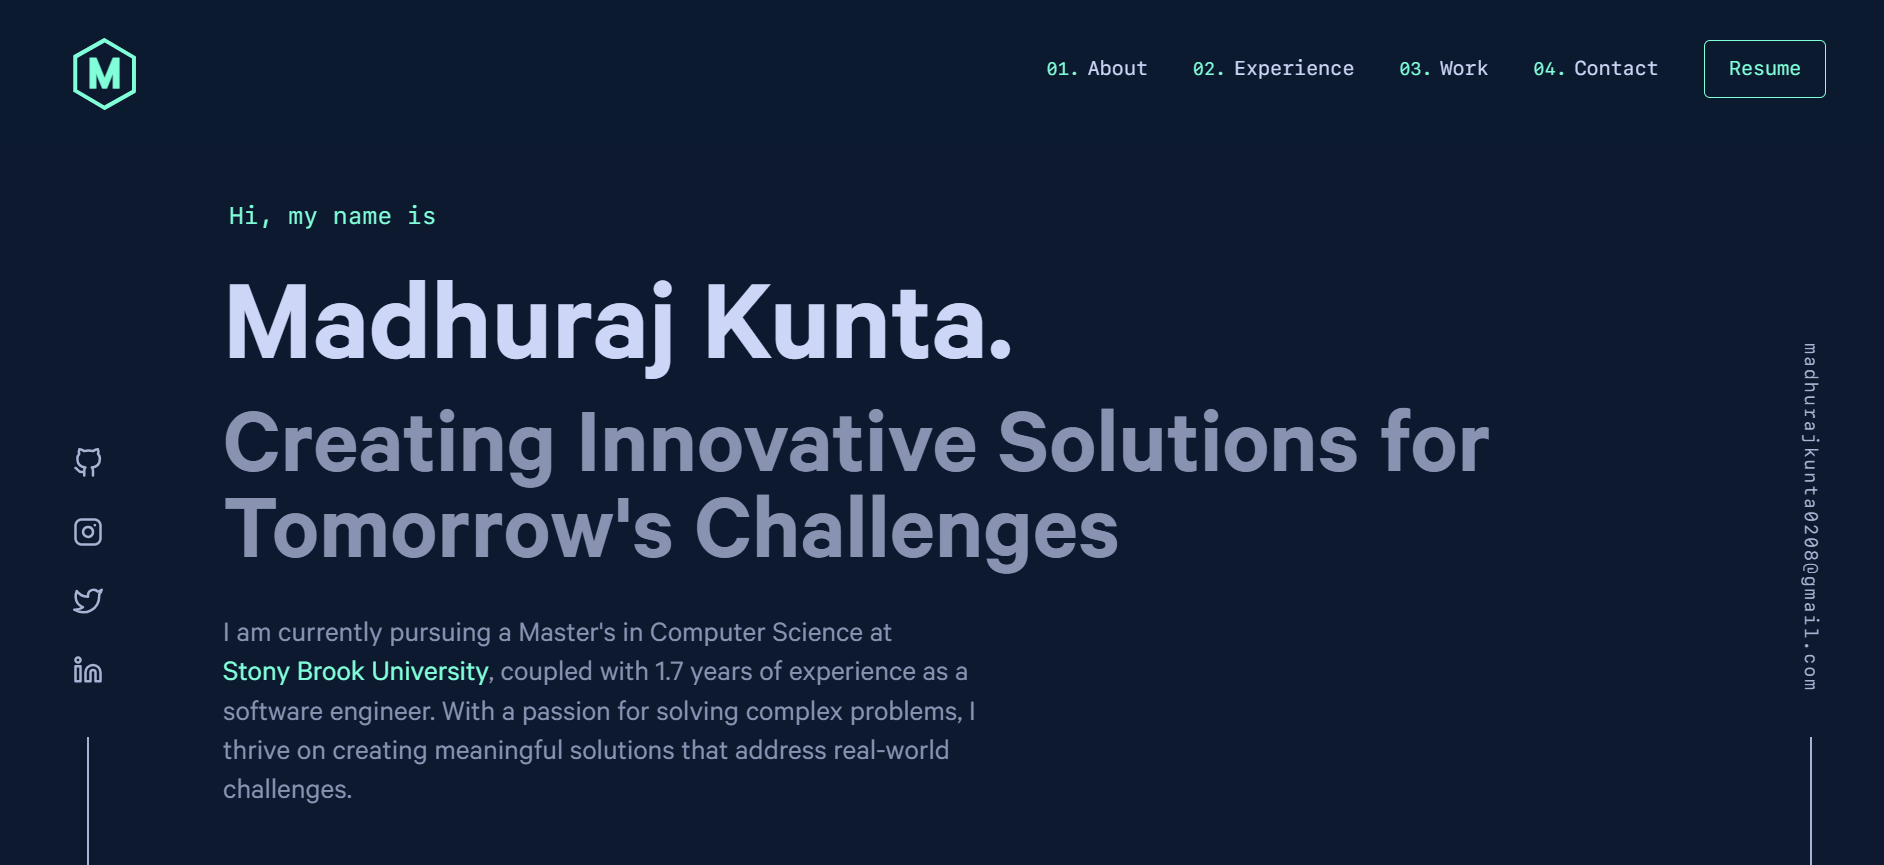 M
01. About 02. Experience 03. Work 04. Contact Resume
Hi, my name is
Madhuraj Kunta.
Creating Innovative Solutions for
Tomorrow's Challenges
I am currently pursuing a Master's in Computer Science at
Stony Brook University, coupled with 1.7 years of experience as a
software engineer. With a passion for solving complex problems, I
thrive on creating meaningful solutions that address real-world
challenges.
madhurajkunta0208@gmail.com